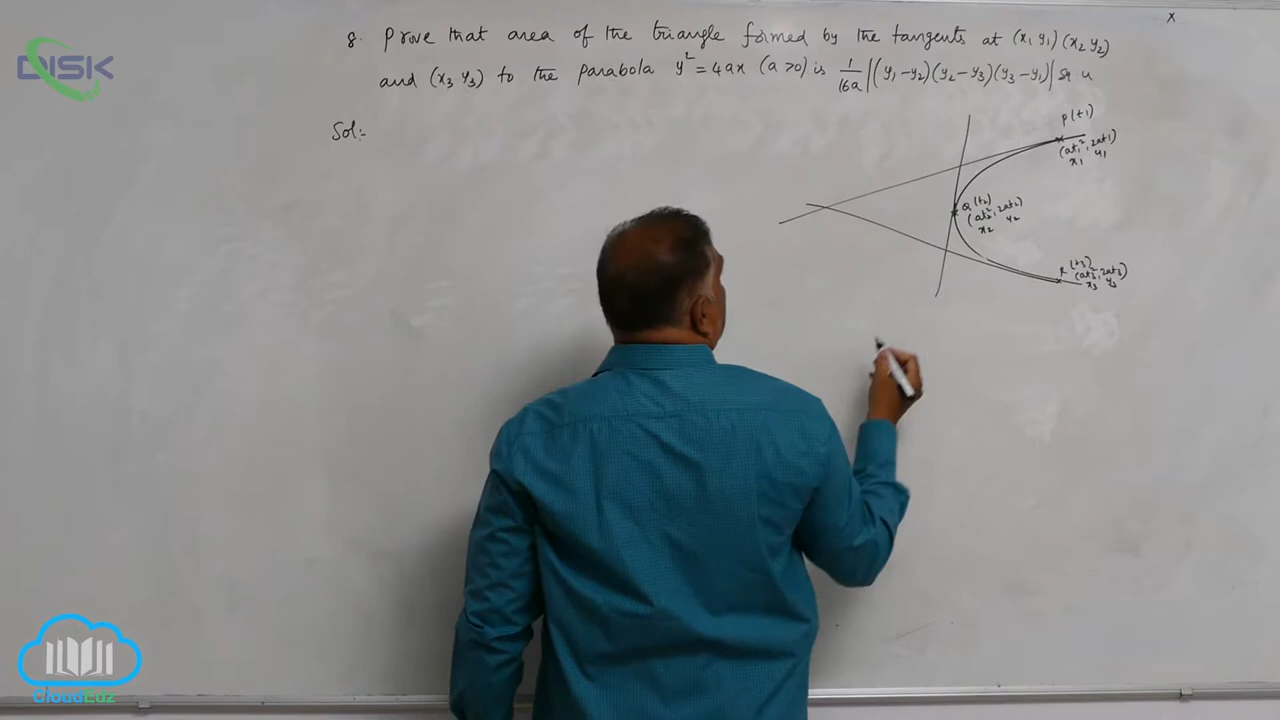 x
8. Prove that area of the triangle formed by the tangents at (x1 y1) (x2 y2)
and (x3 y3) to the parabola y² = 4ax (a>0) is 1/16a |(y1-y2)(y2-y3)(y3-y1)| sq u
Sol:-
P(t1)
(at1², 2at1)
x1 y1
Q(t2)
(at2², 2at2)
x2 y2
R(t3)
(at3², 2at3)
x3 y3
DISK
CloudEdz